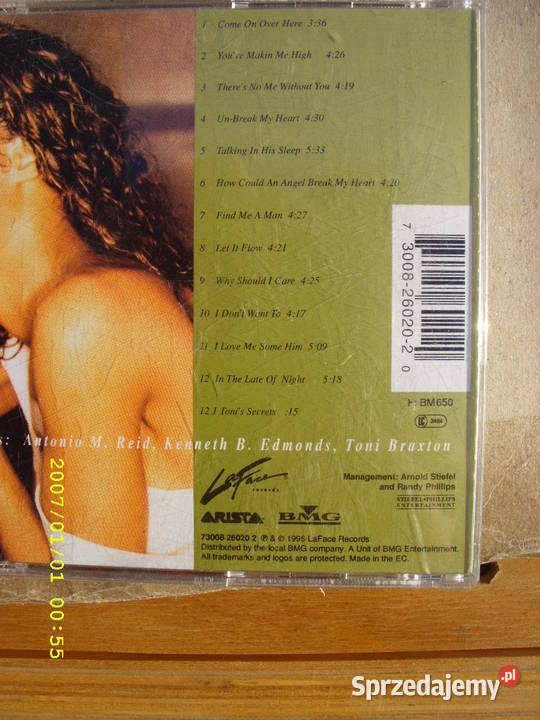 1 Come On Over Here 3:36
2 You're Makin Me High 4:26
3 There's No Me Without You 4:19
4 Un-Break My Heart 4:30
5 Talking In His Sleep 5:33
6 How Could An Angel Break My Heart 4:20
7 Find Me A Man 4:27
8 Let It Flow 4:21
9 Why Should I Care 4:25
10 I Don't Want To 4:17
11 I Love Me Some Him 5:09
12 In The Late Of Night 5:18
12.1 Toni's Secrets :15
7 3008-26020-2 0
F: BM650
LC 3484
s: Antonio M. Reid, Kenneth B. Edmonds, Toni Braxton
LaFace
records
Management: Arnold Stiefel
and Randy Phillips
STIEFEL•PHILLIPS
ENTERTAINMENT
ARISTA
BMG
73008 26020 2 ℗ © 1996 LaFace Records
Distributed by the local BMG company. A Unit of BMG Entertainment.
All trademarks and logos are protected. Made in the EC.
2007/01/01 00:55
Sprzedajemy.pl